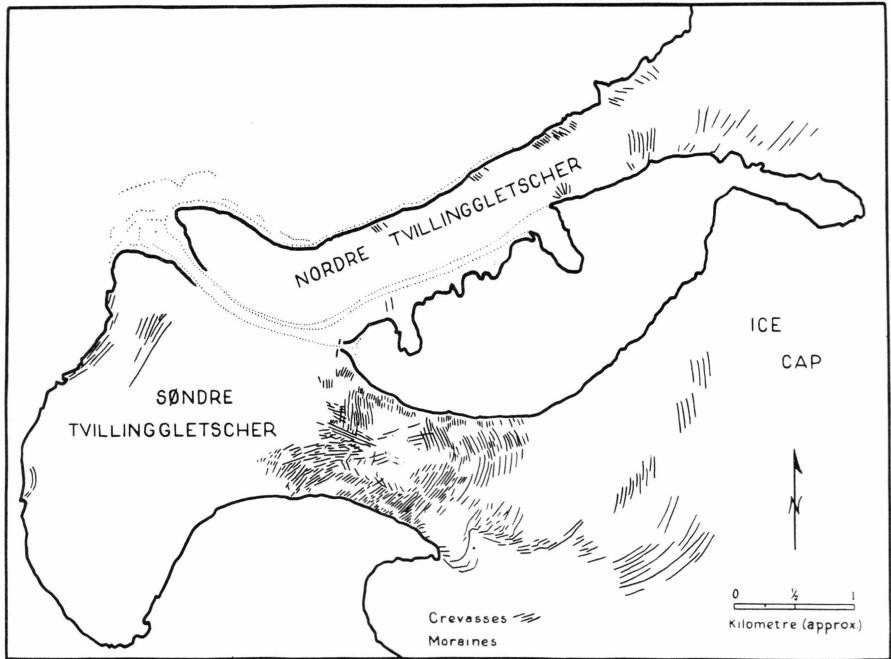 NORDRE TVILLINGGLETSCHER
ICE
CAP
SØNDRE
TVILLINGGLETSCHER
N
0 ½ 1
Kilometre (approx.)
Crevasses
Moraines